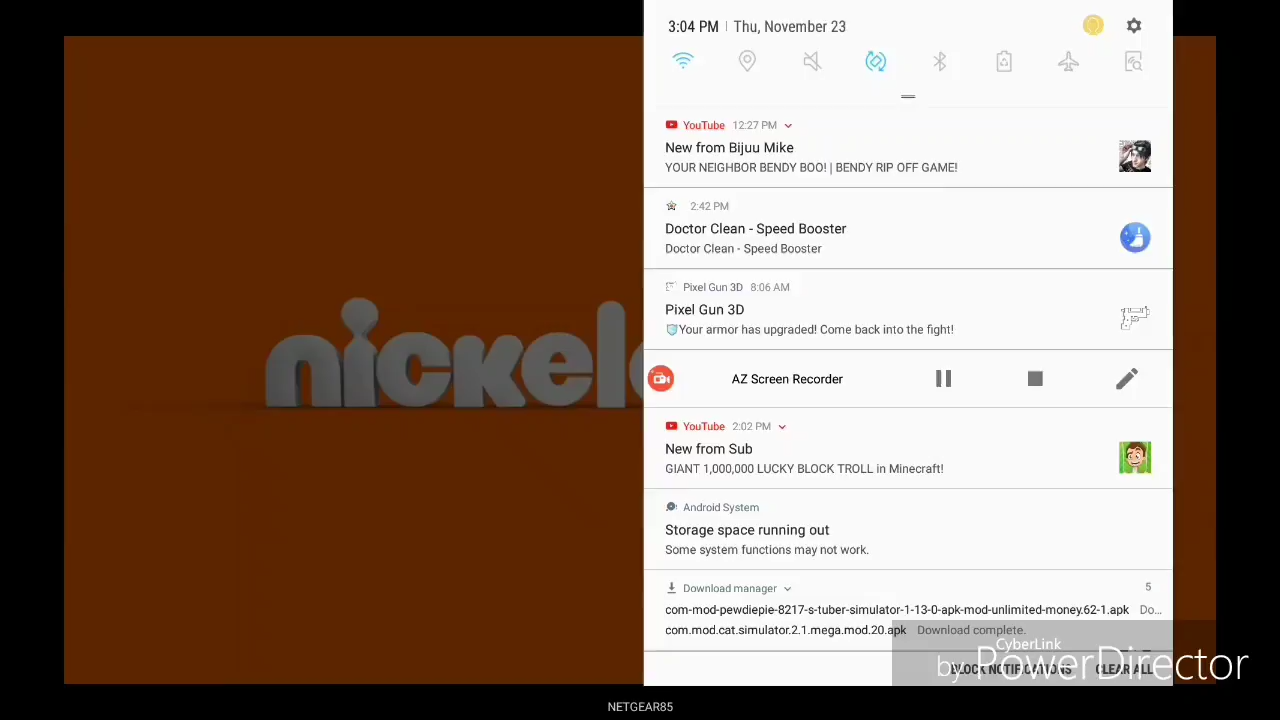 3:04 PM | Thu, November 23
YouTube 12:27 PM
New from Bijuu Mike
YOUR NEIGHBOR BENDY BOO! | BENDY RIP OFF GAME!
2:42 PM
Doctor Clean - Speed Booster
Doctor Clean - Speed Booster
Pixel Gun 3D 8:06 AM
Pixel Gun 3D
Your armor has upgraded! Come back into the fight!
nickel
AZ Screen Recorder
YouTube 2:02 PM
New from Sub
GIANT 1,000,000 LUCKY BLOCK TROLL in Minecraft!
Android System
Storage space running out
Some system functions may not work.
Download manager 5
com-mod-pewdiepie-8217-s-tuber-simulator-1-13-0-apk-mod-unlimited-money.62-1.apk Do...
com.mod.cat.simulator.2.1.mega.mod.20.apk Download complete.
CyberLink
by PowerDirector
BLOCK NOTIFICATIONS CLEAR ALL
NETGEAR85